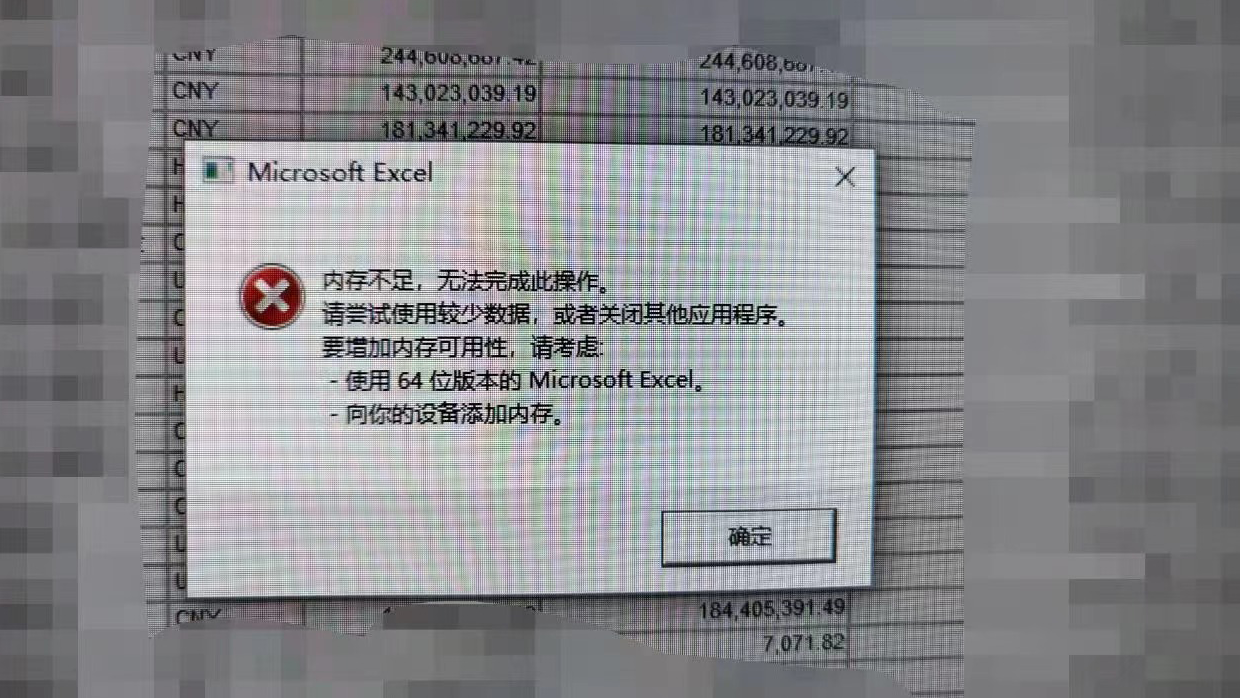 CNY
CNY 143,023,039.19 143,023,039.19
CNY 181,341,229.92 181,341,229.92
Microsoft Excel
内存不足，无法完成此操作。
请尝试使用较少数据，或者关闭其他应用程序。
要增加内存可用性，请考虑:
- 使用 64 位版本的 Microsoft Excel。
- 向你的设备添加内存。
确定
CNY 184,405,391.49
7,071.82